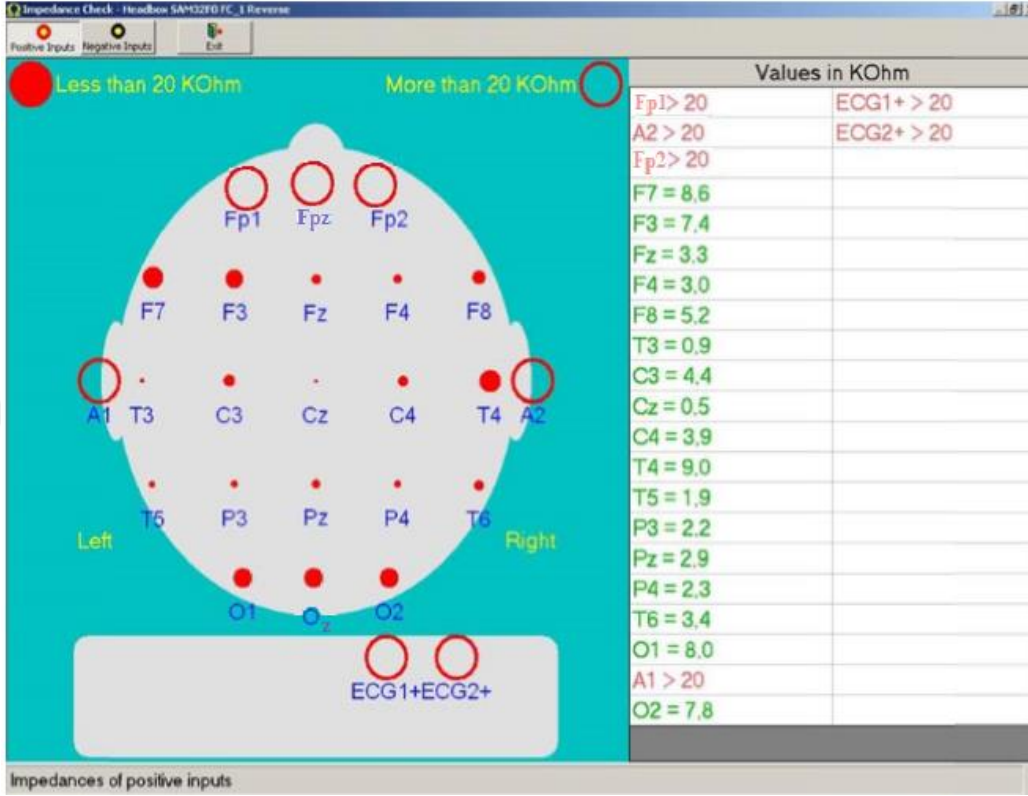 Impedance Check - Headbox SAM32FO FC_1 Reverse
Positive Inputs Negative Inputs Exit
Less than 20 KOhm More than 20 KOhm
Fp1 Fpz Fp2
F7 F3 Fz F4 F8
A1 T3 C3 Cz C4 T4 A2
T5 P3 Pz P4 T6
Left Right
O1 Oz O2
ECG1+ ECG2+
Values in KOhm
Fp1> 20 ECG1+ > 20
A2 > 20 ECG2+ > 20
Fp2> 20
F7 = 8,6
F3 = 7,4
Fz = 3,3
F4 = 3,0
F8 = 5,2
T3 = 0,9
C3 = 4,4
Cz = 0,5
C4 = 3,9
T4 = 9,0
T5 = 1,9
P3 = 2,2
Pz = 2,9
P4 = 2,3
T6 = 3,4
O1 = 8,0
A1 > 20
O2 = 7,8
Impedances of positive inputs